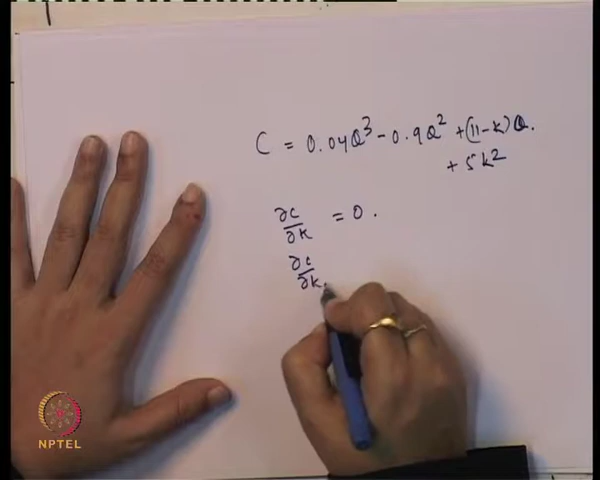 C = 0.04Q³ - 0.9Q² + (11-k)Q.
+ 5k²
∂c/∂k = 0.
∂c/∂k.
NPTEL